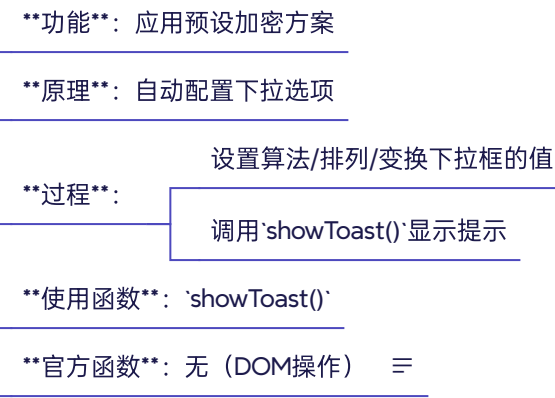 **功能**：应用预设加密方案
**原理**：自动配置下拉选项
**过程**：
设置算法/排列/变换下拉框的值
调用`showToast()`显示提示
**使用函数**：`showToast()`
**官方函数**：无（DOM操作）